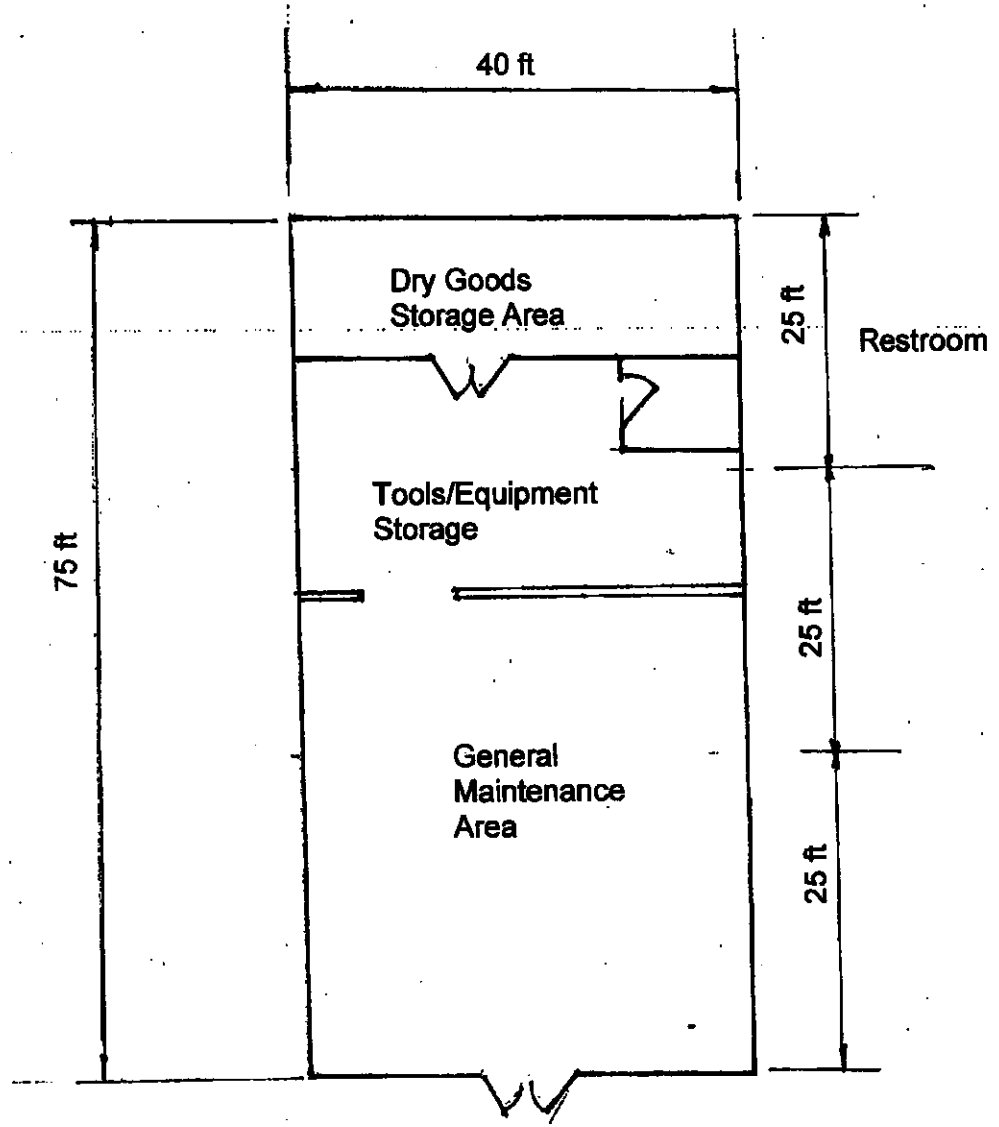 40 ft
Dry Goods
Storage Area
25 ft
Restroom
Tools/Equipment
Storage
75 ft
25 ft
General
Maintenance
Area
25 ft